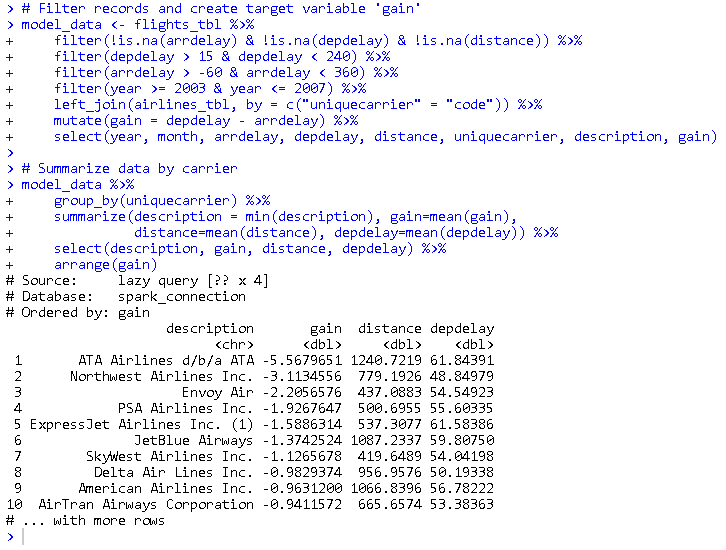 > # Filter records and create target variable 'gain'
> model_data <- flights_tbl %>%
+     filter(!is.na(arrdelay) & !is.na(depdelay) & !is.na(distance)) %>%
+     filter(depdelay > 15 & depdelay < 240) %>%
+     filter(arrdelay > -60 & arrdelay < 360) %>%
+     filter(year >= 2003 & year <= 2007) %>%
+     left_join(airlines_tbl, by = c("uniquecarrier" = "code")) %>%
+     mutate(gain = depdelay - arrdelay) %>%
+     select(year, month, arrdelay, depdelay, distance, uniquecarrier, description, gain)
>
> # Summarize data by carrier
> model_data %>%
+     group_by(uniquecarrier) %>%
+     summarize(description = min(description), gain=mean(gain),
+               distance=mean(distance), depdelay=mean(depdelay)) %>%
+     select(description, gain, distance, depdelay) %>%
+     arrange(gain)
# Source:     lazy query [?? x 4]
# Database:   spark_connection
# Ordered by: gain
                    description       gain  distance depdelay
                          <chr>      <dbl>     <dbl>    <dbl>
 1       ATA Airlines d/b/a ATA -5.5679651 1240.7219 61.84391
 2      Northwest Airlines Inc. -3.1134556  779.1926 48.84979
 3                    Envoy Air -2.2056576  437.0883 54.54923
 4            PSA Airlines Inc. -1.9267647  500.6955 55.60335
 5 ExpressJet Airlines Inc. (1) -1.5886314  537.3077 61.58386
 6              JetBlue Airways -1.3742524 1087.2337 59.80750
 7        SkyWest Airlines Inc. -1.1265678  419.6489 54.04198
 8         Delta Air Lines Inc. -0.9829374  956.9576 50.19338
 9       American Airlines Inc. -0.9631200 1066.8396 56.78222
10  AirTran Airways Corporation -0.9411572  665.6574 53.38363
# ... with more rows
>